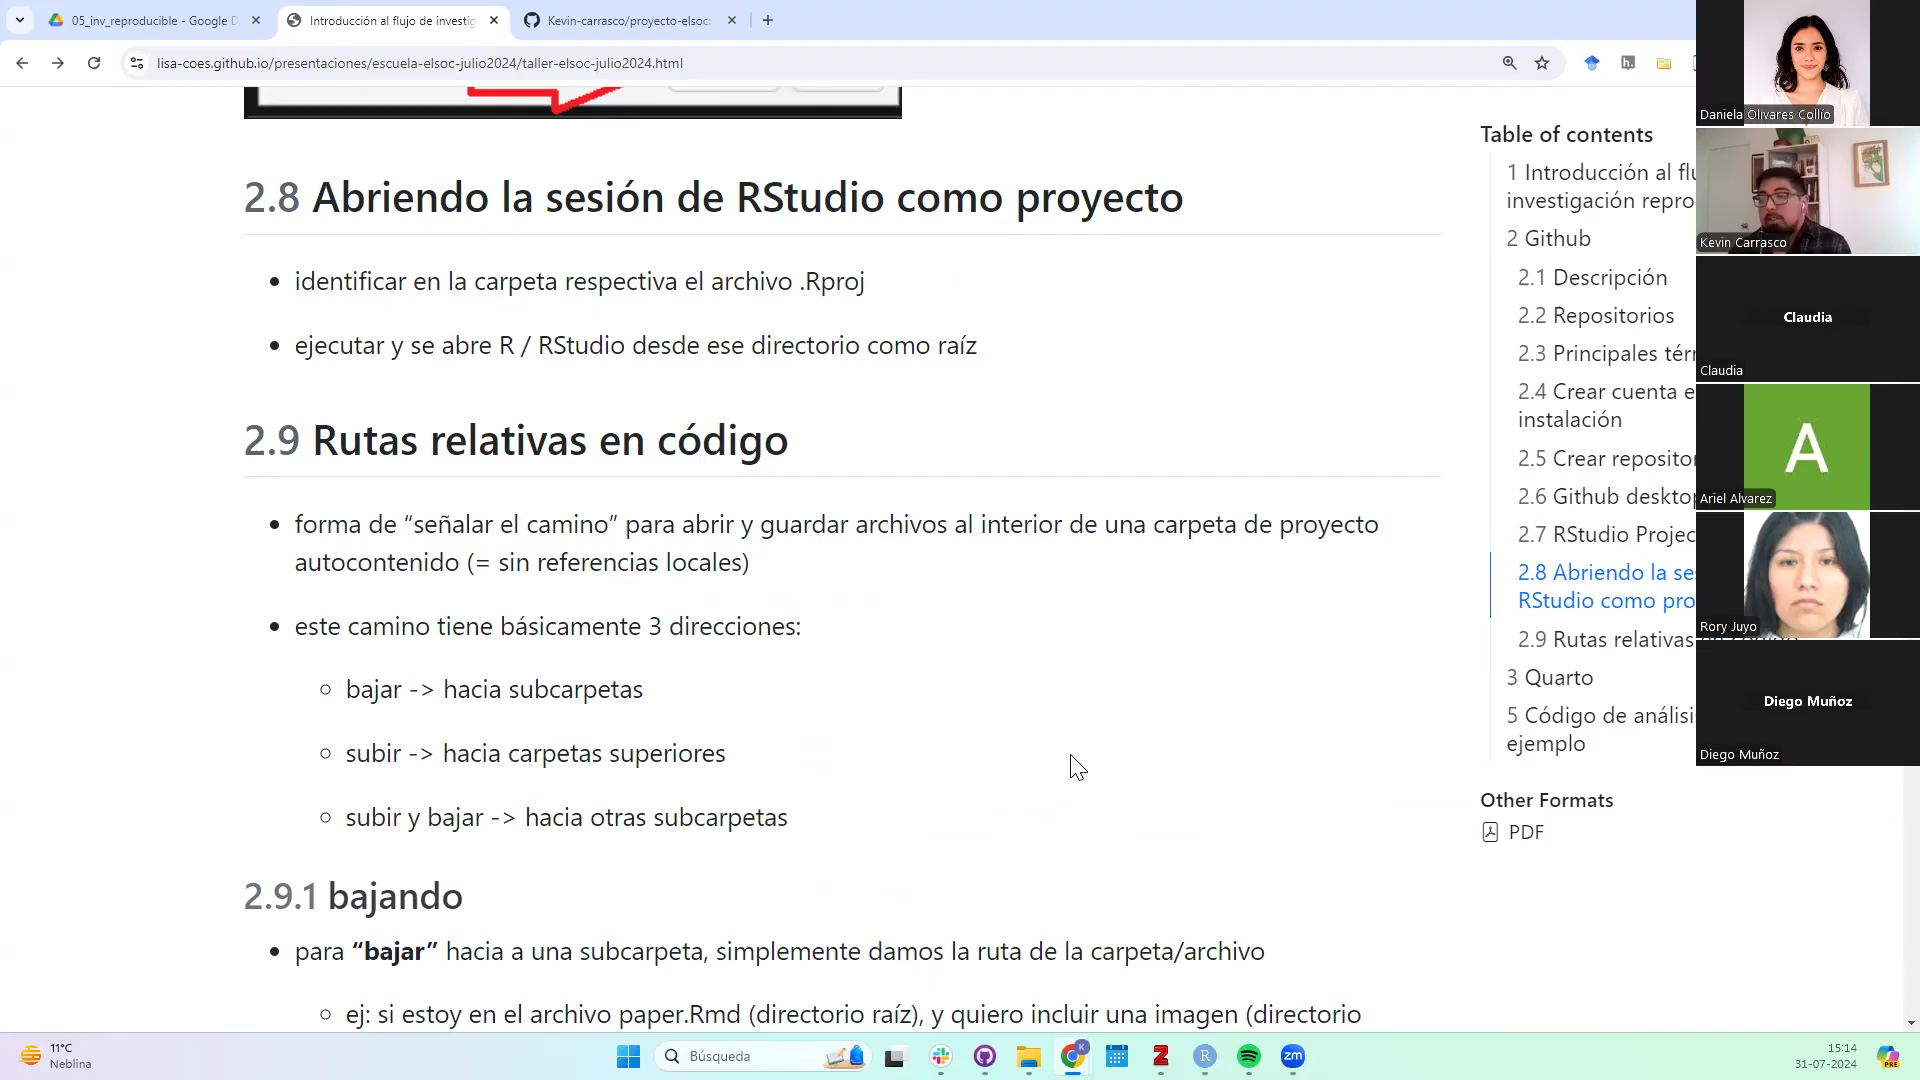 05_inv_reproducible - Google D
Introducción al flujo de investig
Kevin-carrasco/proyecto-elsoc
lisa-coes.github.io/presentaciones/escuela-elsoc-julio2024/taller-elsoc-julio2024.html
2.8 Abriendo la sesión de RStudio como proyecto
• identificar en la carpeta respectiva el archivo .Rproj
• ejecutar y se abre R / RStudio desde ese directorio como raíz
2.9 Rutas relativas en código
• forma de “señalar el camino” para abrir y guardar archivos al interior de una carpeta de proyecto
autocontenido (= sin referencias locales)
• este camino tiene básicamente 3 direcciones:
○ bajar -> hacia subcarpetas
○ subir -> hacia carpetas superiores
○ subir y bajar -> hacia otras subcarpetas
2.9.1 bajando
• para “bajar” hacia a una subcarpeta, simplemente damos la ruta de la carpeta/archivo
○ ej: si estoy en el archivo paper.Rmd (directorio raíz), y quiero incluir una imagen (directorio
Table of contents
1 Introducción al flu
investigación repro
2 Github
2.1 Descripción
2.2 Repositorios
2.3 Principales tér
2.4 Crear cuenta e
instalación
2.5 Crear reposito
2.6 Github deskto
2.7 RStudio Projec
2.8 Abriendo la se
RStudio como pro
2.9 Rutas relativas
3 Quarto
5 Código de análisi
ejemplo
Other Formats
PDF
Daniela Olivares Collío
Kevin Carrasco
Claudia
Claudia
A
Ariel Alvarez
Rory Juyo
Diego Muñoz
Diego Muñoz
11°C
Neblina
Búsqueda
K
Z
R
zm
15:14
31-07-2024
PRE